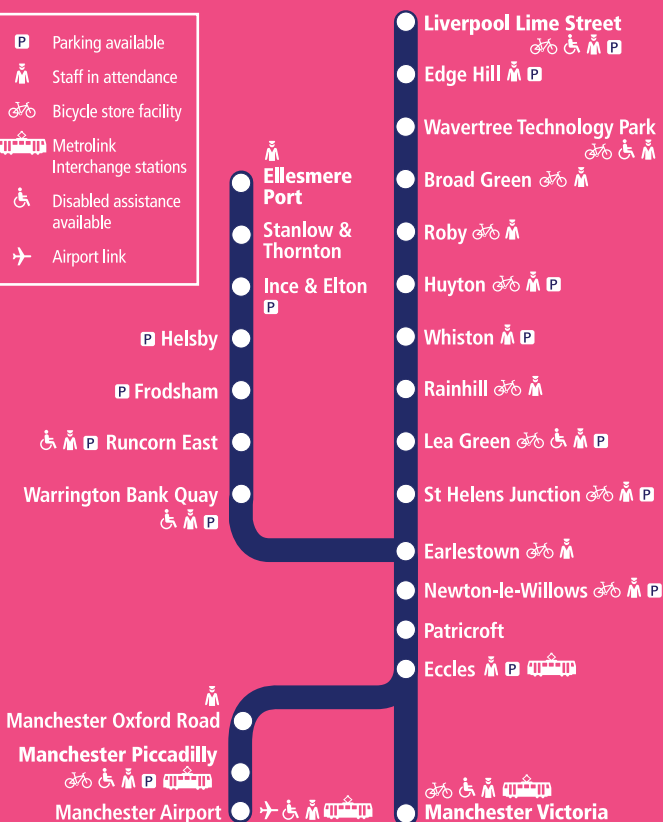 P Parking available
Staff in attendance
Bicycle store facility
Metrolink
Interchange stations
Disabled assistance
available
Airport link
Ellesmere
Port
Stanlow &
Thornton
Ince & Elton
P
P Helsby
P Frodsham
P Runcorn East
Warrington Bank Quay
P
Liverpool Lime Street
P
Edge Hill P
Wavertree Technology Park
Broad Green
Roby
Huyton P
Whiston P
Rainhill
Lea Green P
St Helens Junction P
Earlestown
Newton-le-Willows P
Patricroft
Eccles P
Manchester Oxford Road
Manchester Piccadilly
P
Manchester Airport
Manchester Victoria